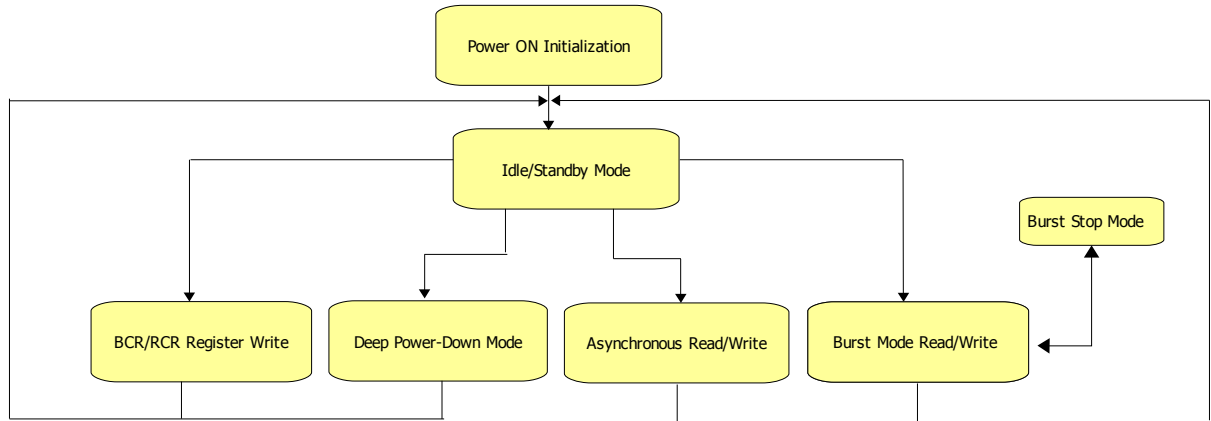 Power ON Initialization
Idle/Standby Mode
Burst Stop Mode
BCR/RCR Register Write
Deep Power-Down Mode
Asynchronous Read/Write
Burst Mode Read/Write